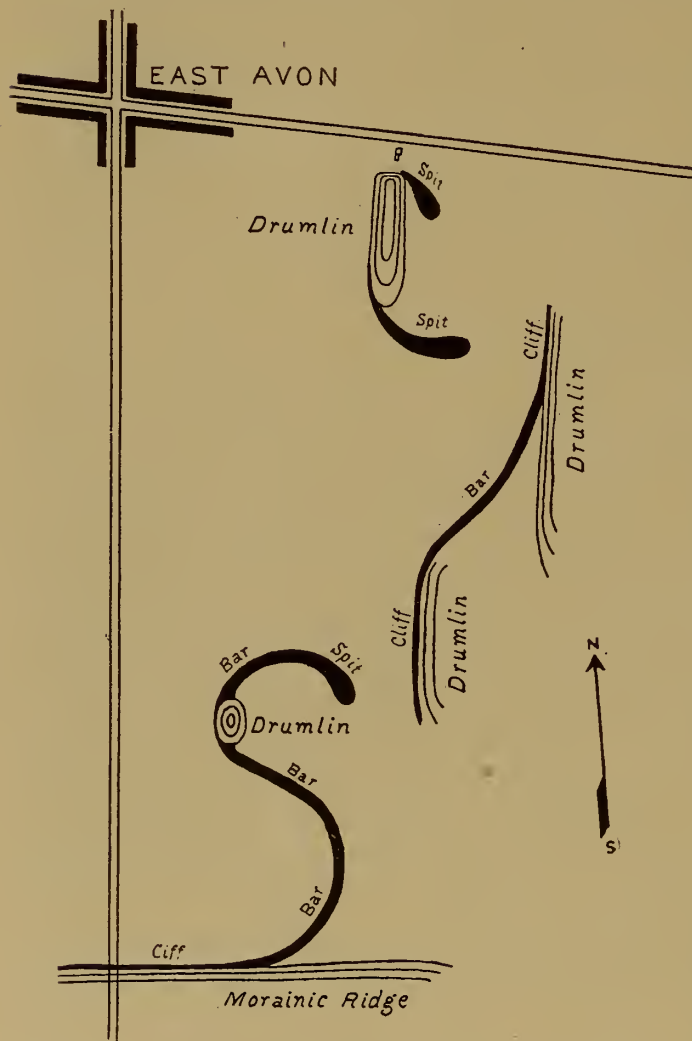 EAST AVON
Spit
Drumlin
Spit
Cliff
Drumlin
Bar
Cliff
Drumlin
N
Bar
Spit
Drumlin
Bar
S
Bar
Ciff
Morainic Ridge